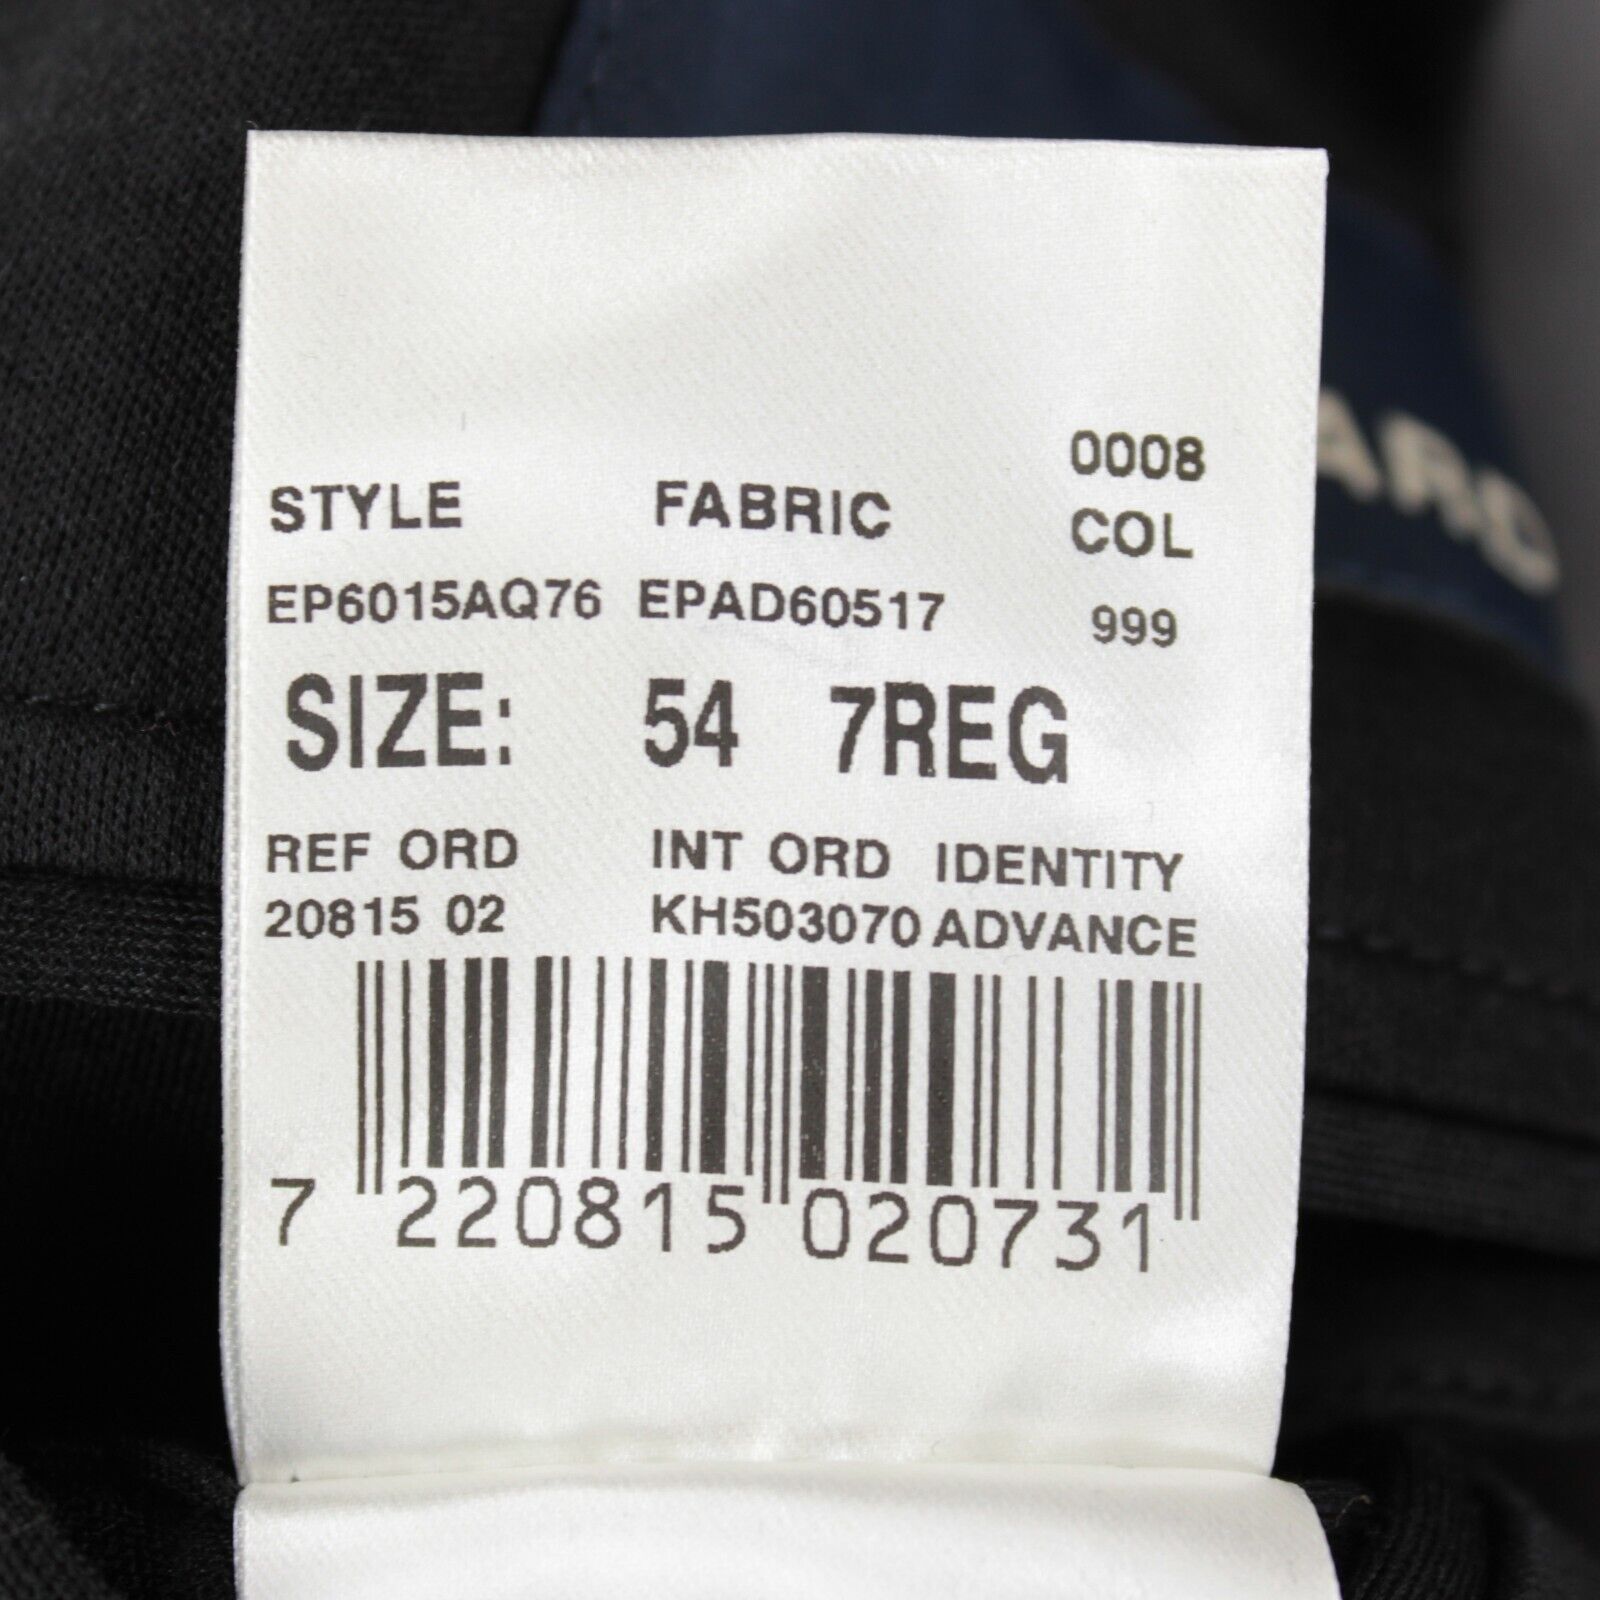 0008
STYLE FABRIC COL
EP6015AQ76 EPAD60517 999
SIZE: 54 7REG
REF ORD INT ORD IDENTITY
20815 02 KH503070 ADVANCE
7 220815 020731